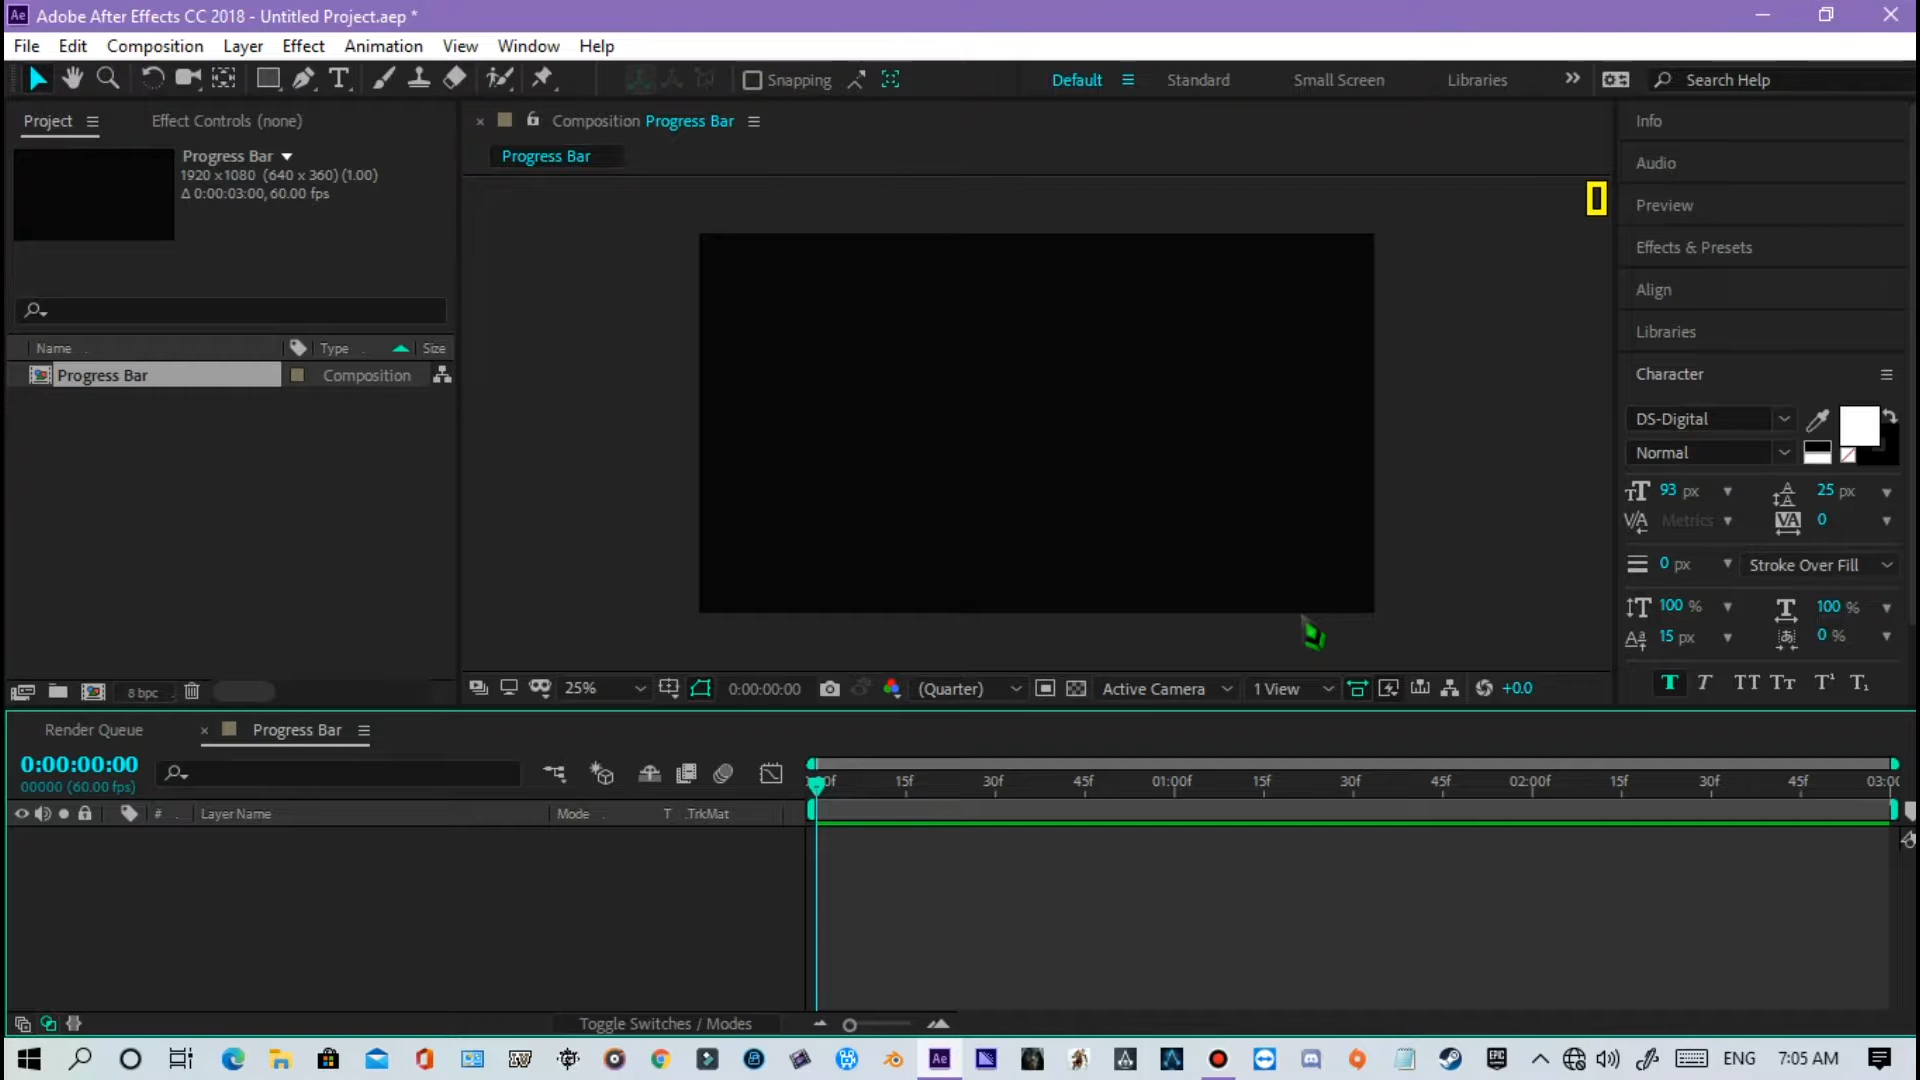 Ae Adobe After Effects CC 2018 - Untitled Project.aep *
File Edit Composition Layer Effect Animation View Window Help
Snapping Default Standard Small Screen Libraries Search Help
Project Effect Controls (none)
Composition Progress Bar
Progress Bar
Progress Bar
1920 x1080 (640 x 360) (1.00)
Δ 0:00:03:00, 60.00 fps
Name Type Size
Progress Bar Composition
8 bpc
25% 0:00:00:00 (Quarter) Active Camera 1 View +0.0
Info
Audio
Preview
Effects & Presets
Align
Libraries
Character
DS-Digital
Normal
93 px 25 px
Metrics 0
0 px Stroke Over Fill
100 % 100 %
15 px 0 %
T T TT Tᴛ T¹ T₁
Render Queue Progress Bar
0:00:00:00
00000 (60.00 fps)
:00f 15f 30f 45f 01:00f 15f 30f 45f 02:00f 15f 30f 45f 03:00
# Layer Name Mode T .TrkMat
Toggle Switches / Modes
Ae ENG 7:05 AM